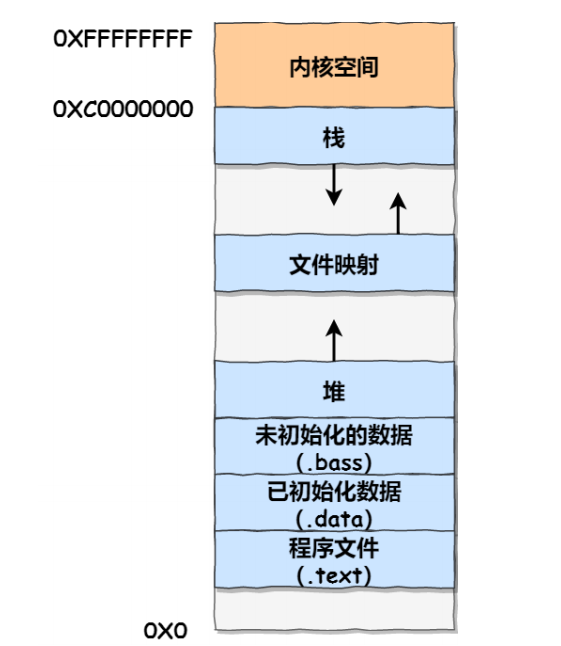 0XFFFFFFFF
内核空间
0XC0000000
栈
文件映射
堆
未初始化的数据
(.bass)
已初始化数据
(.data)
程序文件
(.text)
0X0